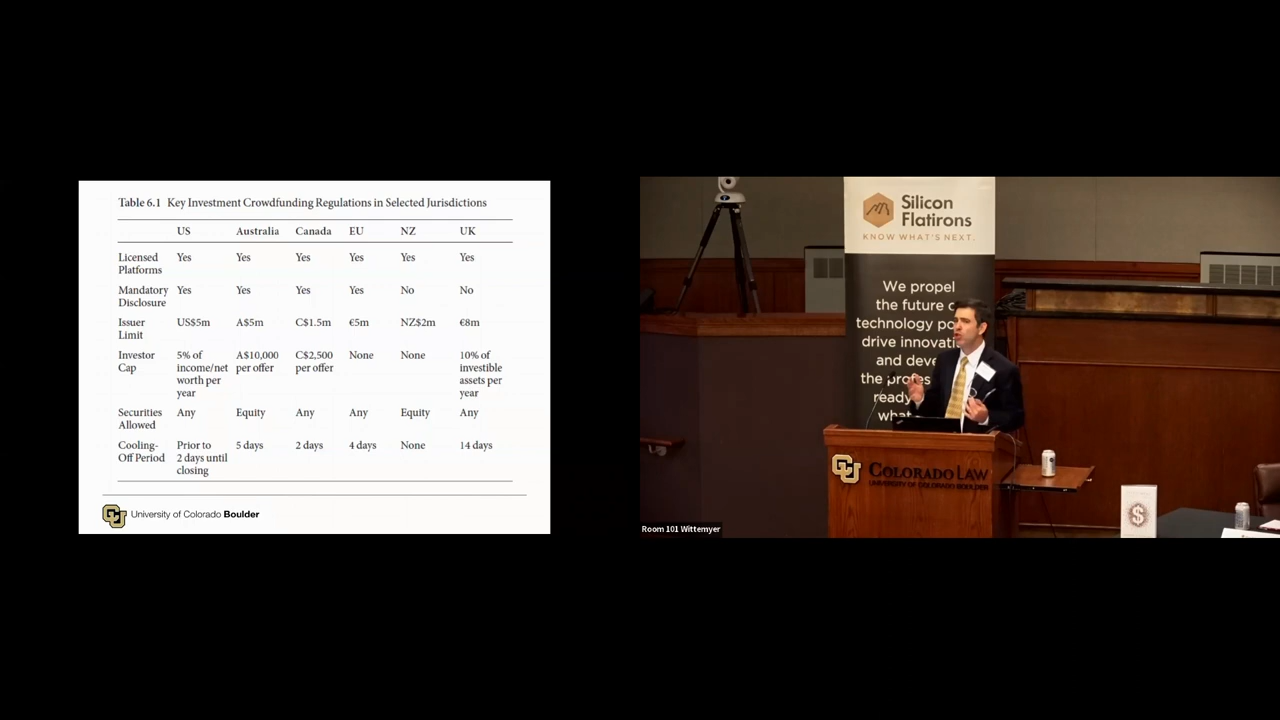 Table 6.1 Key Investment Crowdfunding Regulations in Selected Jurisdictions
US Australia Canada EU NZ UK
Licensed Platforms Yes Yes Yes Yes Yes Yes
Mandatory Disclosure Yes Yes Yes Yes No No
Issuer Limit US$5m A$5m C$1.5m €5m NZ$2m €8m
Investor Cap 5% of income/net worth per year A$10,000 per offer C$2,500 per offer None None 10% of investible assets per year
Securities Allowed Any Equity Any Any Equity Any
Cooling-Off Period Prior to 2 days until closing 5 days 2 days 4 days None 14 days
CU University of Colorado Boulder
Silicon
Flatirons
KNOW WHAT'S NEXT.
We propel
the future
technology
drive
and
the
ready
CU COLORADO LAW
UNIVERSITY OF COLORADO BOULDER
$
Room 101 Wittemyer